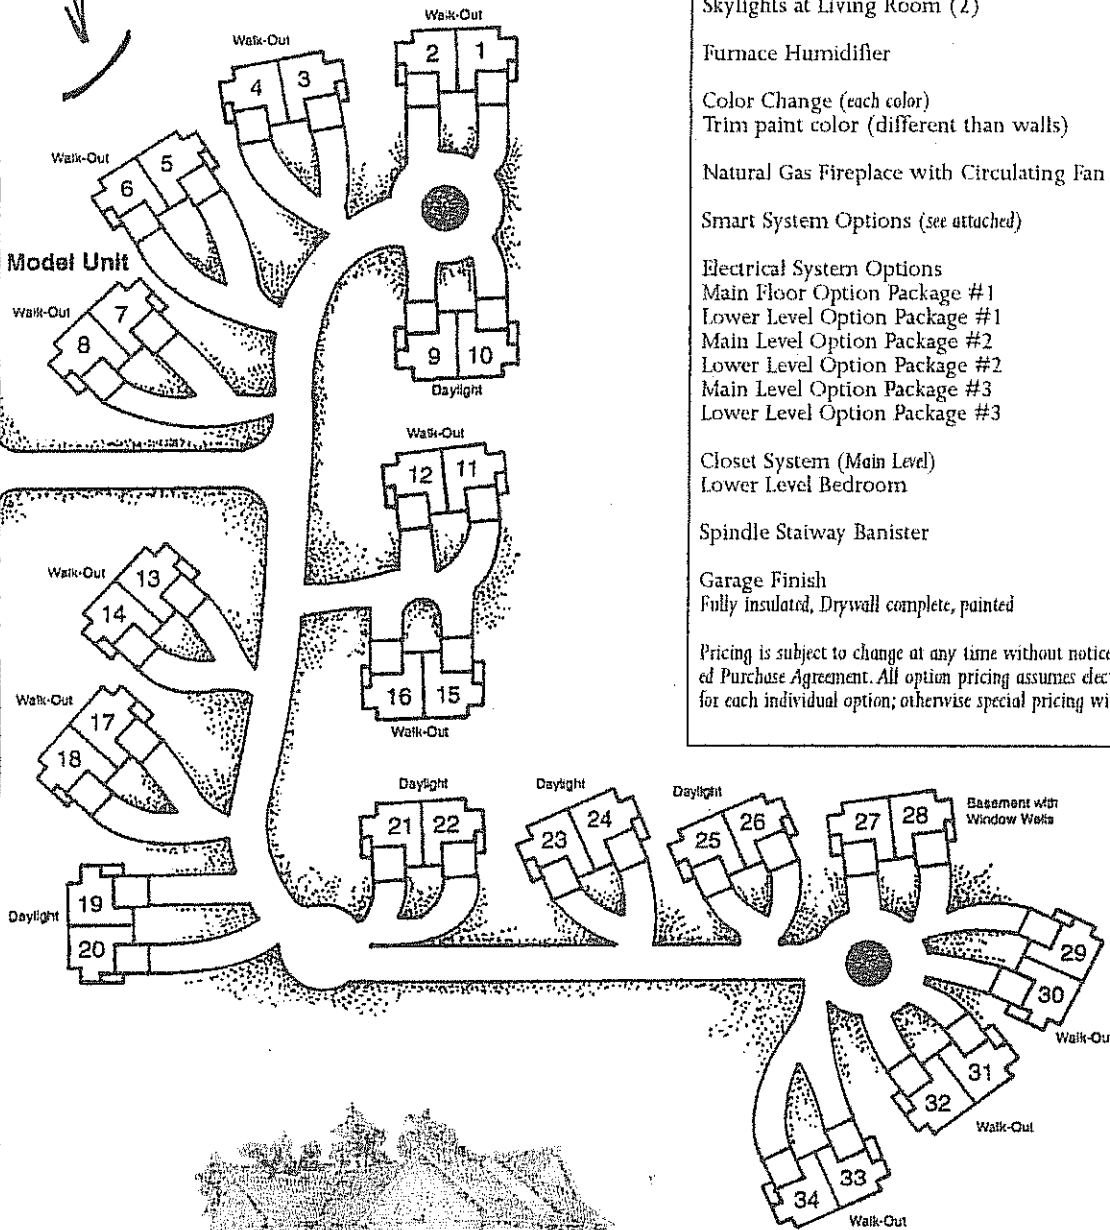 Walk-Out
2 1
Walk-Out
4 3
Walk-Out
6 5
Model Unit
Walk-Out
8 7
9 10
Daylight
Walk-Out
12 11
Walk-Out
14 13
16 15
Walk-Out
Walk-Out
18 17
Daylight
19
20
Daylight
21 22
Daylight
23 24
Daylight
25 26
27 28
Basement with
Window Wells
29
30
Walk-Ou
31
32
Walk-Out
33
34
Walk-Out
Skylights at Living Room (2)
Furnace Humidifier
Color Change (each color)
Trim paint color (different than walls)
Natural Gas Fireplace with Circulating Fan
Smart System Options (see attached)
Electrical System Options
Main Floor Option Package #1
Lower Level Option Package #1
Main Level Option Package #2
Lower Level Option Package #2
Main Level Option Package #3
Lower Level Option Package #3
Closet System (Main Level)
Lower Level Bedroom
Spindle Staiway Banister
Garage Finish
Fully insulated, Drywall complete, painted
Pricing is subject to change at any time without notice
ed Purchase Agreement. All option pricing assumes elec
for each individual option; otherwise special pricing wi